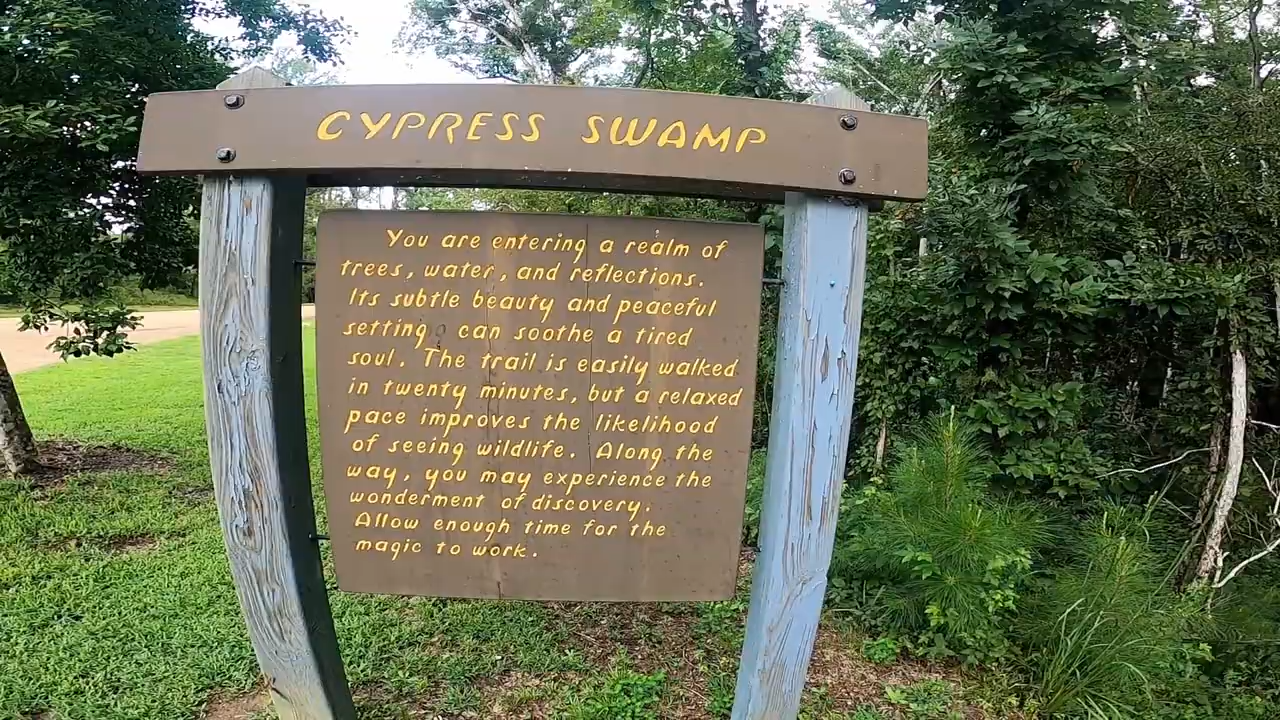 CYPRESS SWAMP
You are entering a realm of
trees, water, and reflections.
Its subtle beauty and peaceful
setting can soothe a tired
soul. The trail is easily walked
in twenty minutes, but a relaxed
pace improves the likelihood
of seeing wildlife. Along the
way, you may experience the
wonderment of discovery.
Allow enough time for the
magic to work.